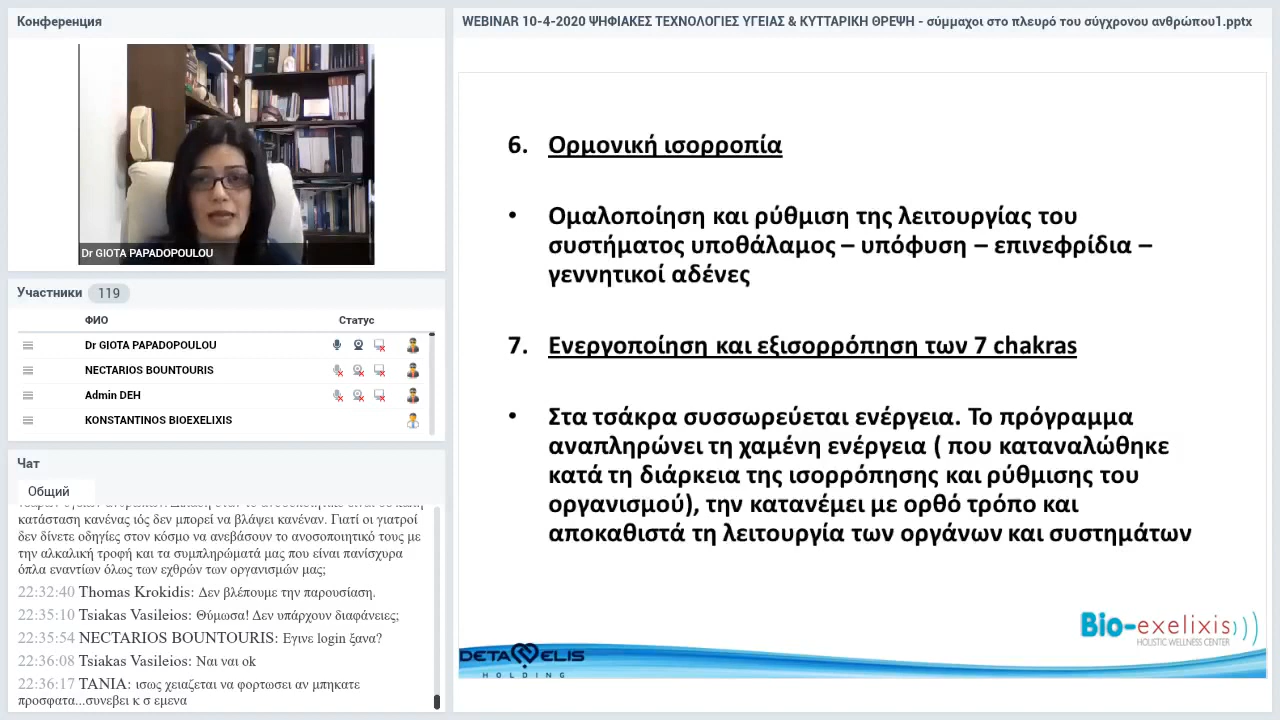 Конференция
Dr GIOTA PAPADOPOULOU
Участники 119
ФИО Статус
Dr GIOTA PAPADOPOULOU
NECTARIOS BOUNTOURIS
Admin DEH
KONSTANTINOS BIOEXELIXIS
Чат
Общий
κατάσταση κανένας ιός δεν μπορεί να βλάψει κανέναν. Γιατί οι γιατροί
δεν δίνετε οδηγίες στον κόσμο να ανεβάσουν το ανοσοποιητικό τους με
την αλκαλική τροφή και τα συμπληρώματά μας που είναι πανίσχυρα
όπλα εναντίων όλως των εχθρών των οργανισμών μας;
22:32:40 Thomas Krokidis: Δεν βλέπουμε την παρουσίαση.
22:35:10 Tsiakas Vasileios: Θύμωσα! Δεν υπάρχουν διαφάνειες;
22:35:54 NECTARIOS BOUNTOURIS: Εγινε login ξανα?
22:36:08 Tsiakas Vasileios: Ναι ναι ok
22:36:17 TANIA: ισως χειαζεται να φορτωσει αν μπηκατε
προσφατα...συνεβει κ σ εμενα
WEBINAR 10-4-2020 ΨΗΦΙΑΚΕΣ ΤΕΧΝΟΛΟΓΙΕΣ ΥΓΕΙΑΣ & ΚΥΤΤΑΡΙΚΗ ΘΡΕΨΗ - σύμμαχοι στο πλευρό του σύγχρονου ανθρώπου1.pptx
6. Ορμονική ισορροπία
• Ομαλοποίηση και ρύθμιση της λειτουργίας του
συστήματος υποθάλαμος – υπόφυση – επινεφρίδια –
γεννητικοί αδένες
7. Ενεργοποίηση και εξισορρόπηση των 7 chakras
• Στα τσάκρα συσσωρεύεται ενέργεια. Το πρόγραμμα
αναπληρώνει τη χαμένη ενέργεια ( που καταναλώθηκε
κατά τη διάρκεια της ισορρόπησης και ρύθμισης του
οργανισμού), την κατανέμει με ορθό τρόπο και
αποκαθιστά τη λειτουργία των οργάνων και συστημάτων
Bio-exelixis
HOLISTIC WELLNESS CENTER
DETA ELIS
HOLDING